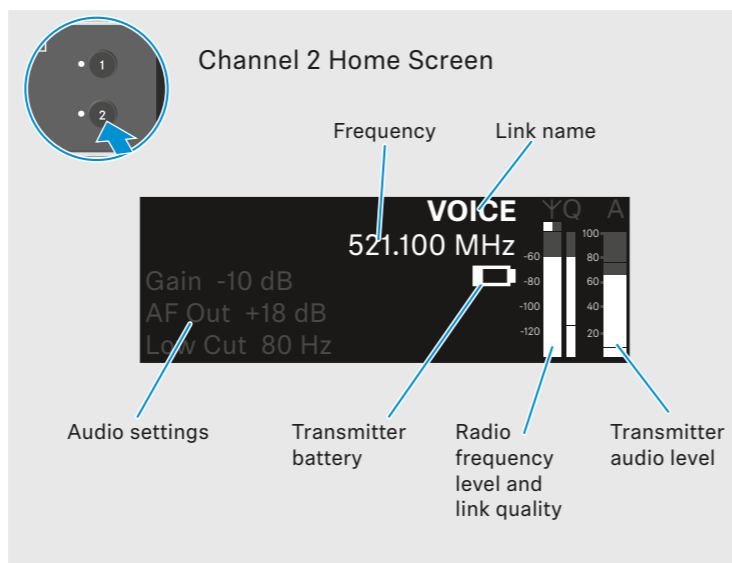 1
2
Channel 2 Home Screen
Frequency
Link name
VOICE
Q
A
521.100 MHz
-60
-80
-100
-120
100
80
60
40
20
Gain -10 dB
AF Out +18 dB
Low Cut 80 Hz
Audio settings
Transmitter
battery
Radio
frequency
level and
link quality
Transmitter
audio level